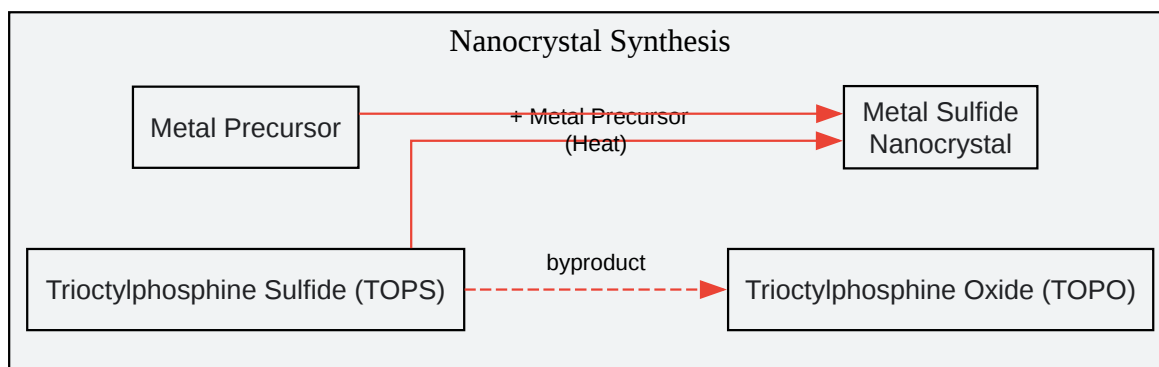 Nanocrystal Synthesis
Metal Precursor
+ Metal Precursor
(Heat)
Metal Sulfide
Nanocrystal
Trioctylphosphine Sulfide (TOPS)
byproduct
Trioctylphosphine Oxide (TOPO)